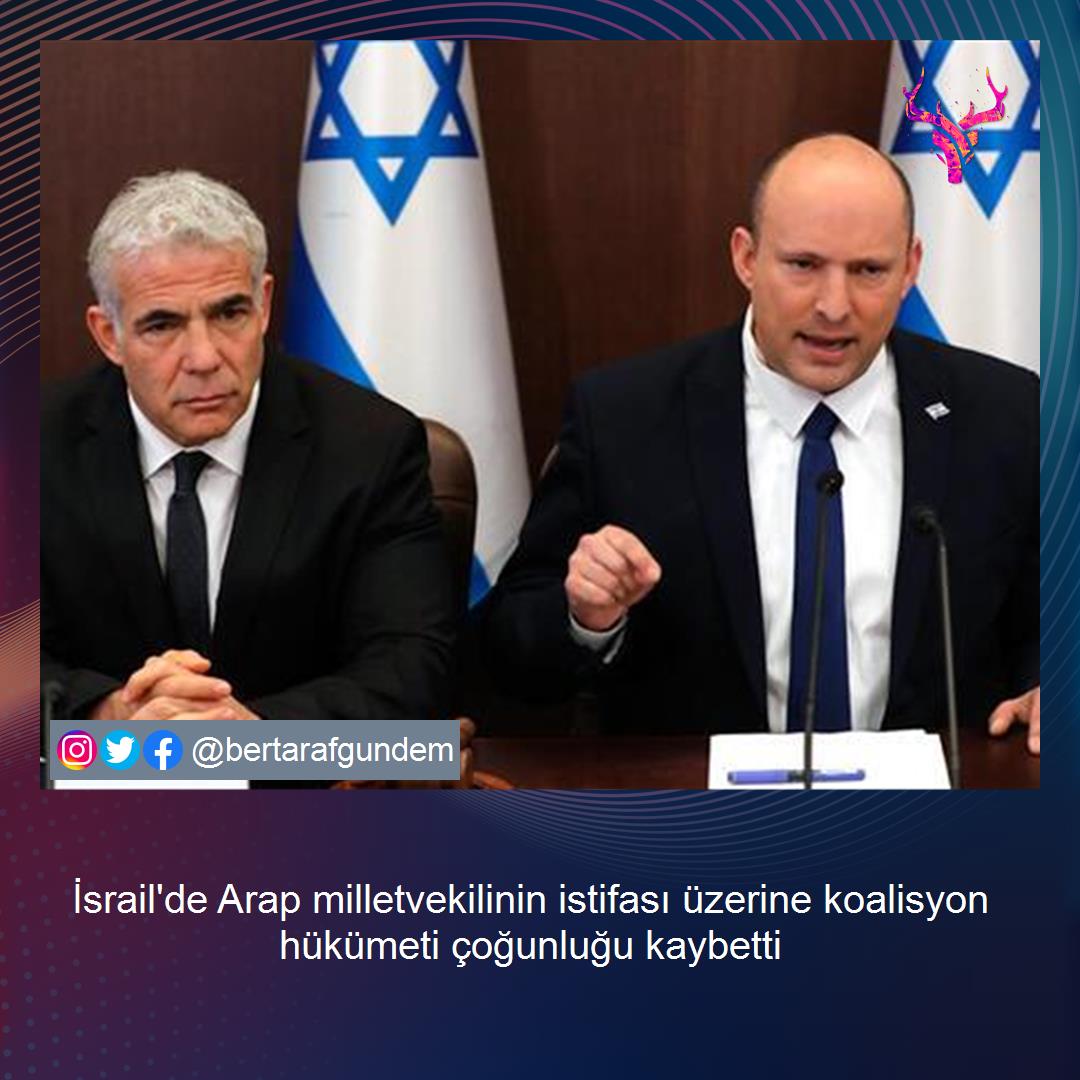 @bertarafgundem
İsrail'de Arap milletvekilinin istifası üzerine koalisyon
hükümeti çoğunluğu kaybetti